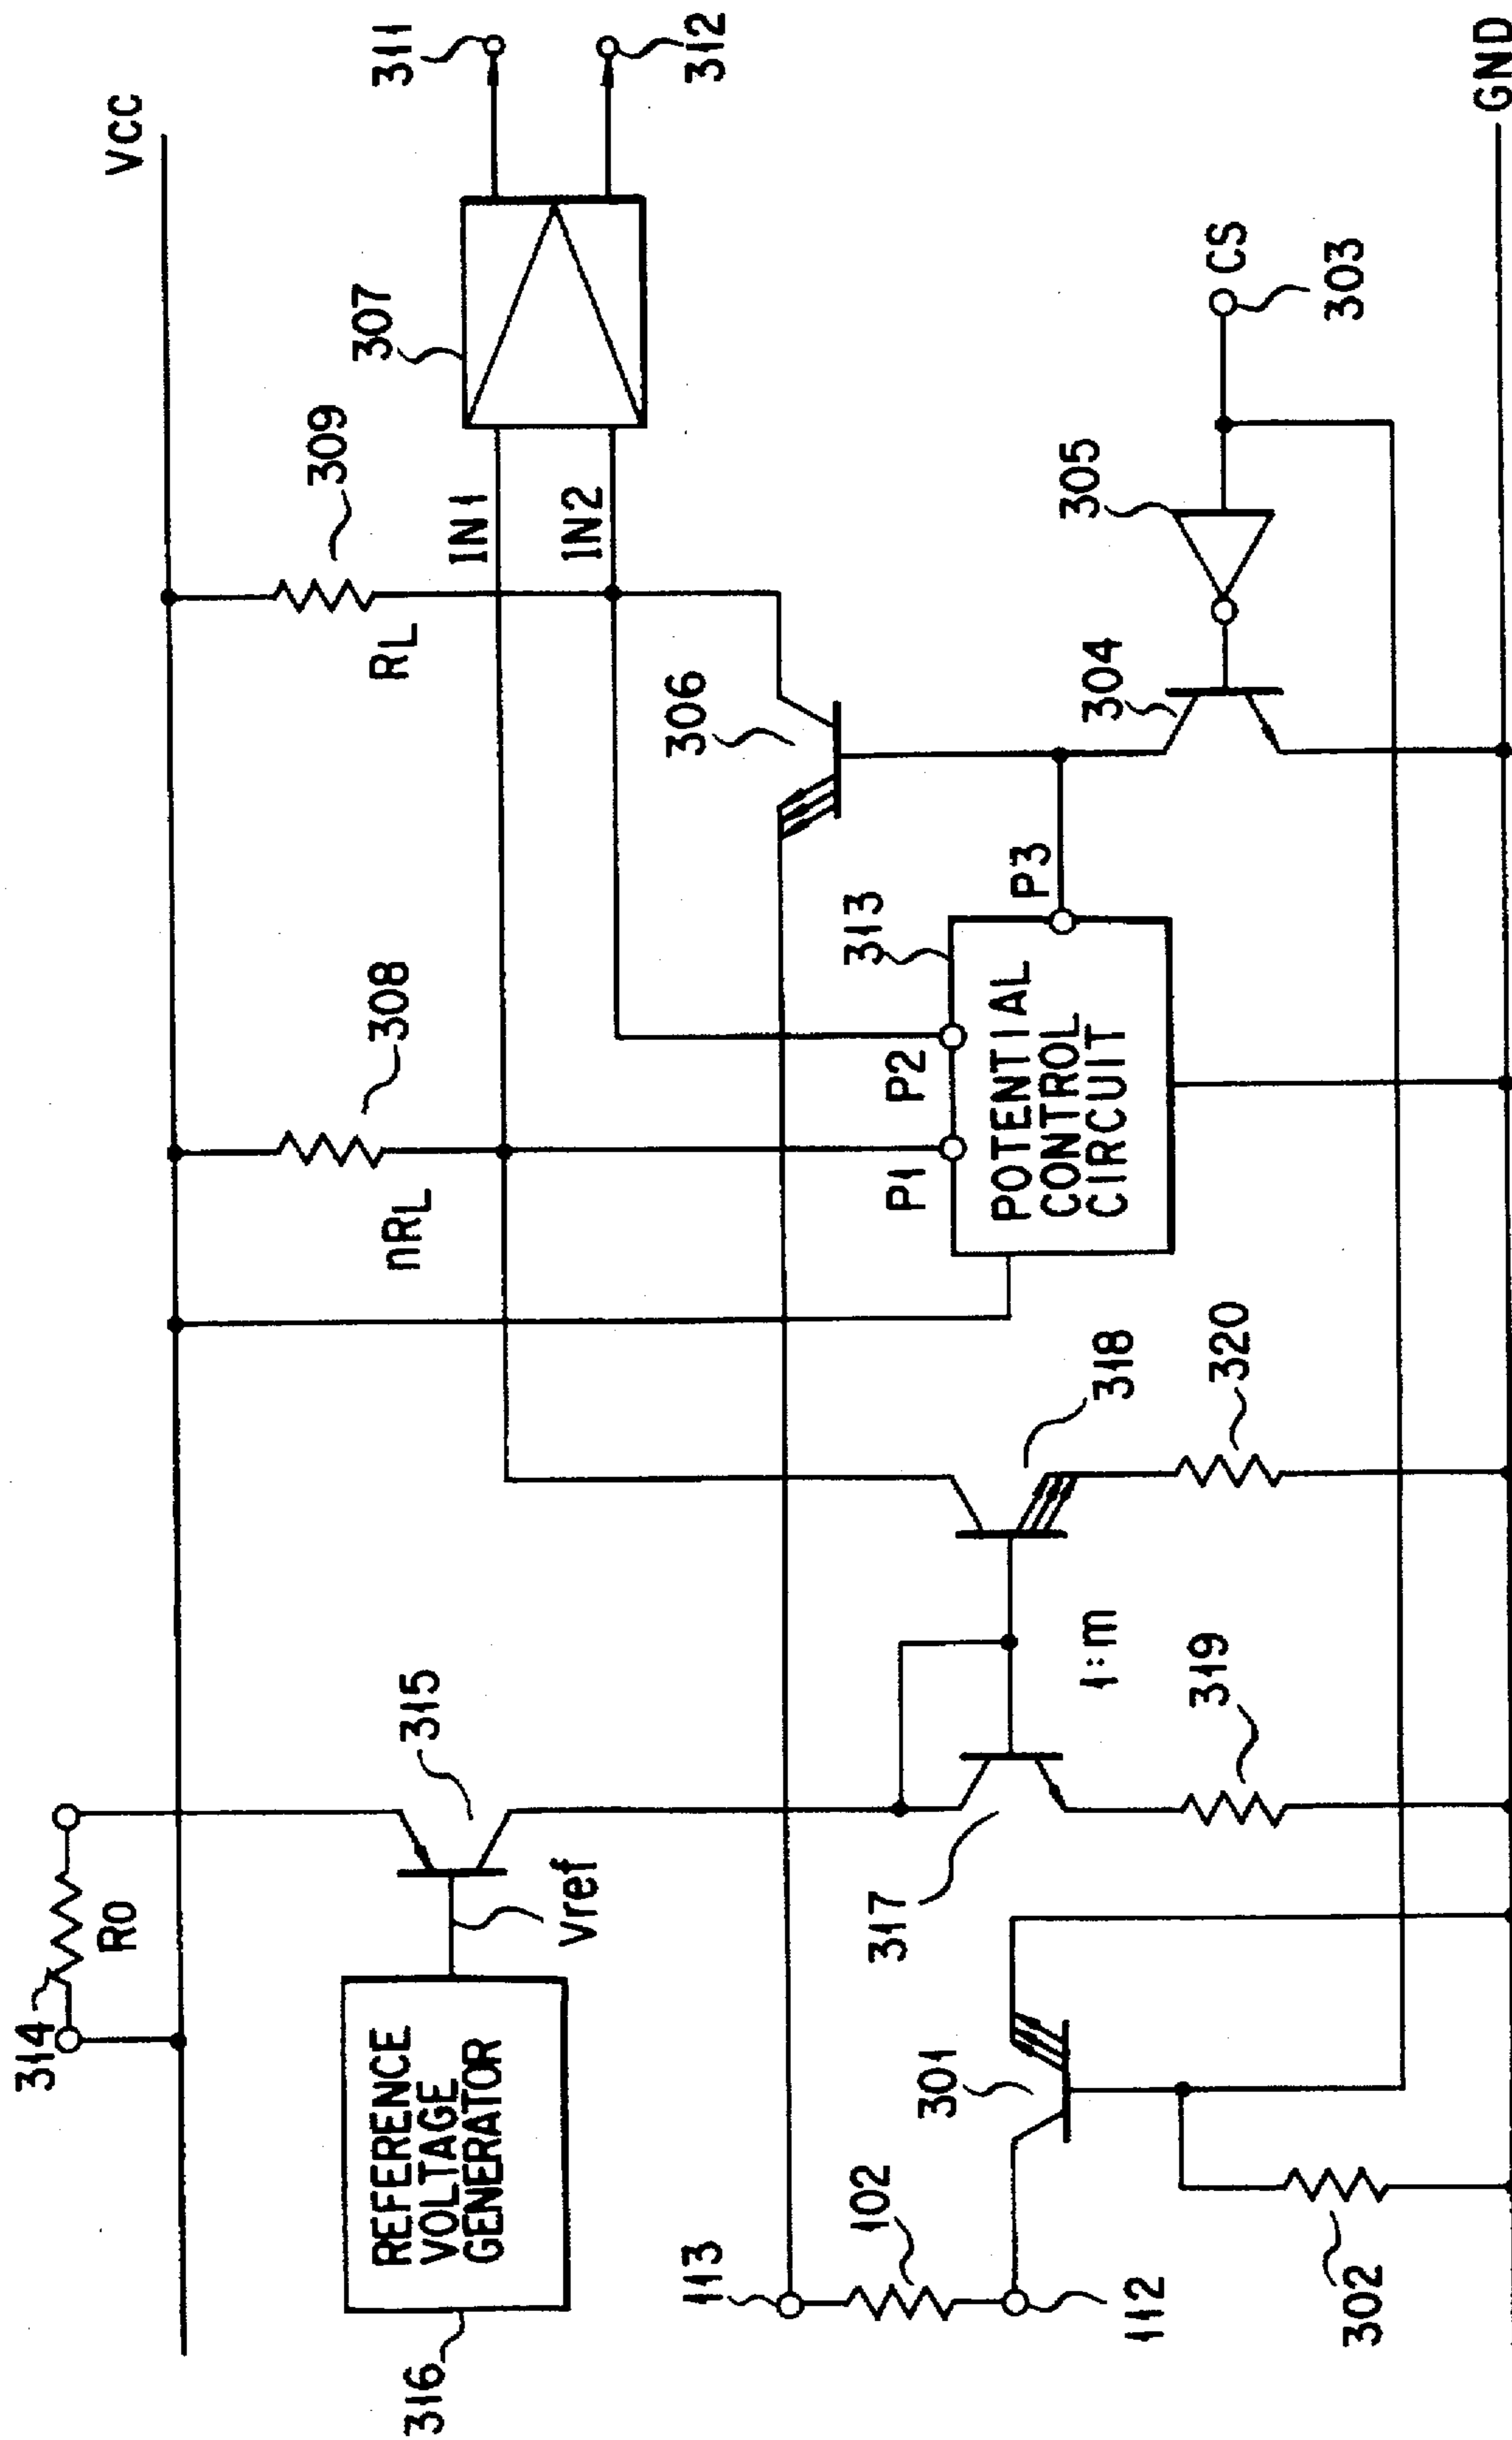 314
R0
VCC
REFERENCE
VOLTAGE
GENERATOR
316
Vref
315
nRL
308
RL
309
IN1
IN2
307
311
312
113
102
112
301
302
317
1:m
319
318
320
P1
P2
313
POTENTIAL
CONTROL
CIRCUIT
P3
306
304
305
CS
303
GND